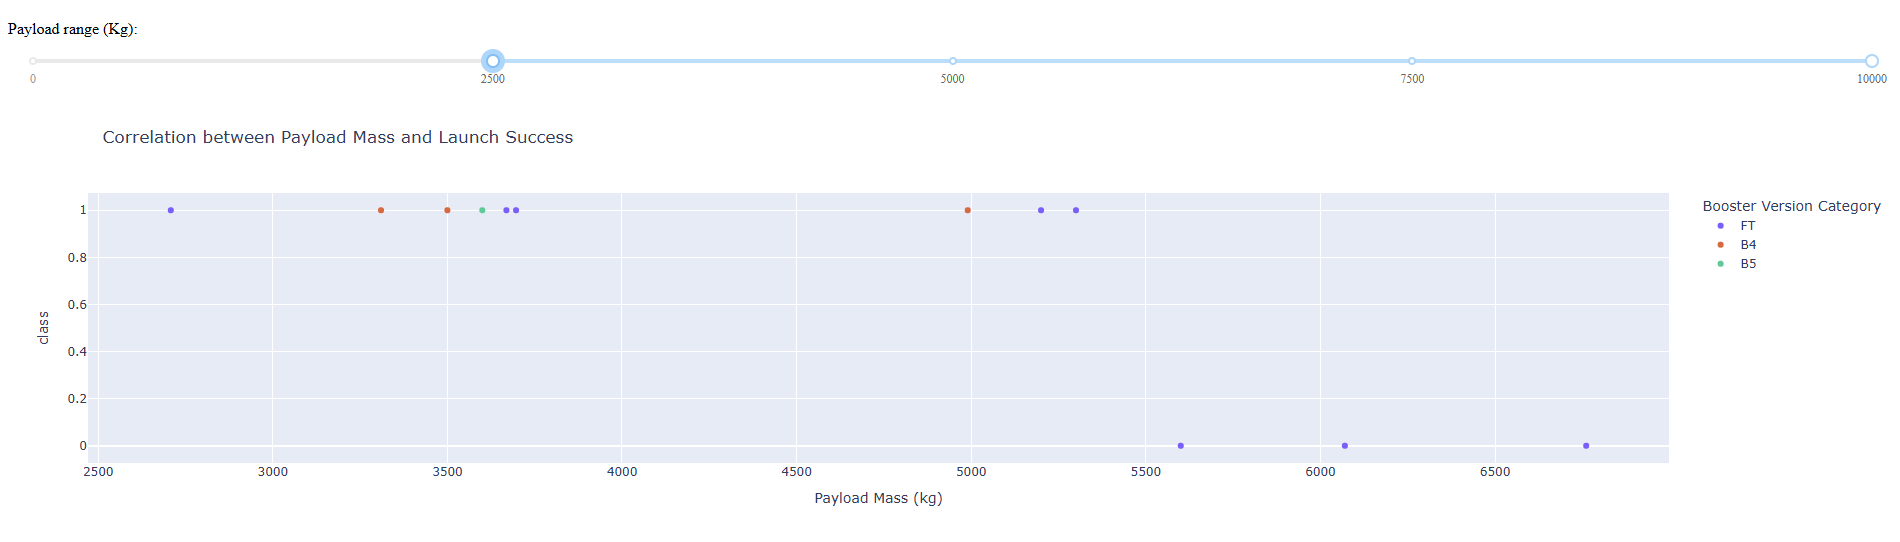 Payload range (Kg):
0 2500 5000 7500 10000
Correlation between Payload Mass and Launch Success
Booster Version Category
FT
B4
B5
1
0.8
0.6
0.4
0.2
0
class
2500 3000 3500 4000 4500 5000 5500 6000 6500
Payload Mass (kg)